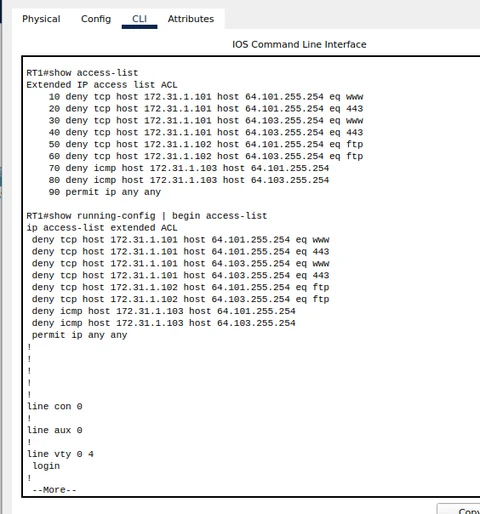 Physical Config CLI Attributes
IOS Command Line Interface
RT1#show access-list
Extended IP access list ACL
10 deny tcp host 172.31.1.101 host 64.101.255.254 eq www
20 deny tcp host 172.31.1.101 host 64.101.255.254 eq 443
30 deny tcp host 172.31.1.101 host 64.103.255.254 eq www
40 deny tcp host 172.31.1.101 host 64.103.255.254 eq 443
50 deny tcp host 172.31.1.102 host 64.101.255.254 eq ftp
60 deny tcp host 172.31.1.102 host 64.103.255.254 eq ftp
70 deny icmp host 172.31.1.103 host 64.101.255.254
80 deny icmp host 172.31.1.103 host 64.103.255.254
90 permit ip any any
RT1#show running-config | begin access-list
ip access-list extended ACL
deny tcp host 172.31.1.101 host 64.101.255.254 eq www
deny tcp host 172.31.1.101 host 64.101.255.254 eq 443
deny tcp host 172.31.1.101 host 64.103.255.254 eq www
deny tcp host 172.31.1.101 host 64.103.255.254 eq 443
deny tcp host 172.31.1.102 host 64.101.255.254 eq ftp
deny tcp host 172.31.1.102 host 64.103.255.254 eq ftp
deny icmp host 172.31.1.103 host 64.101.255.254
deny icmp host 172.31.1.103 host 64.103.255.254
permit ip any any
!
!
!
!
!
line con 0
!
line aux 0
!
line vty 0 4
login
!
--More--
Copy